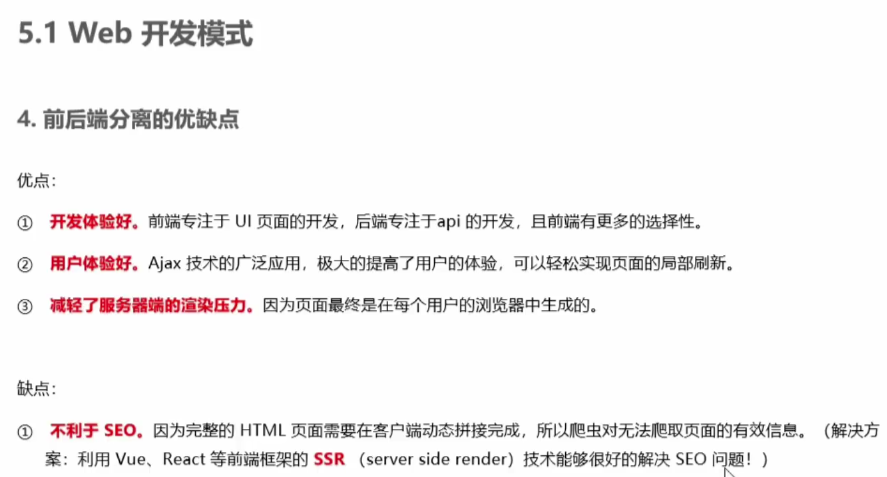 5.1 Web 开发模式
4. 前后端分离的优缺点
优点：
① 开发体验好。前端专注于 UI 页面的开发，后端专注于api 的开发，且前端有更多的选择性。
② 用户体验好。Ajax 技术的广泛应用，极大的提高了用户的体验，可以轻松实现页面的局部刷新。
③ 减轻了服务器端的渲染压力。因为页面最终是在每个用户的浏览器中生成的。
缺点：
① 不利于 SEO。因为完整的 HTML 页面需要在客户端动态拼接完成，所以爬虫对无法爬取页面的有效信息。（解决方
案：利用 Vue、React 等前端框架的 SSR （server side render）技术能够很好的解决 SEO 问题！）